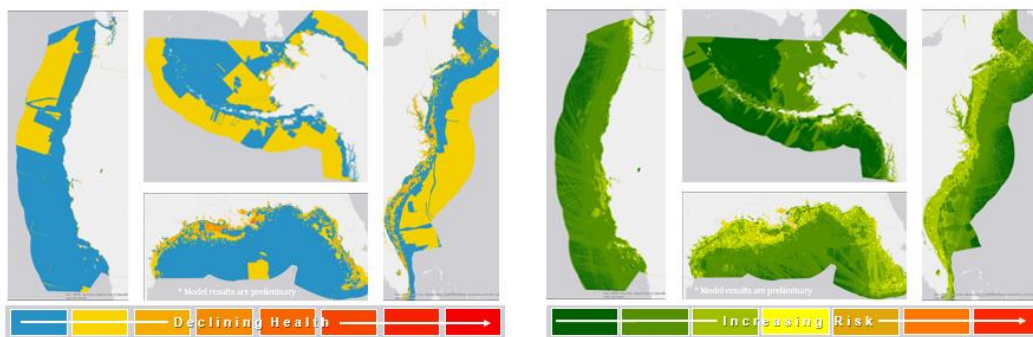 * Model results are preliminary
* Model results are preliminary
Declining Health
Increasing Risk